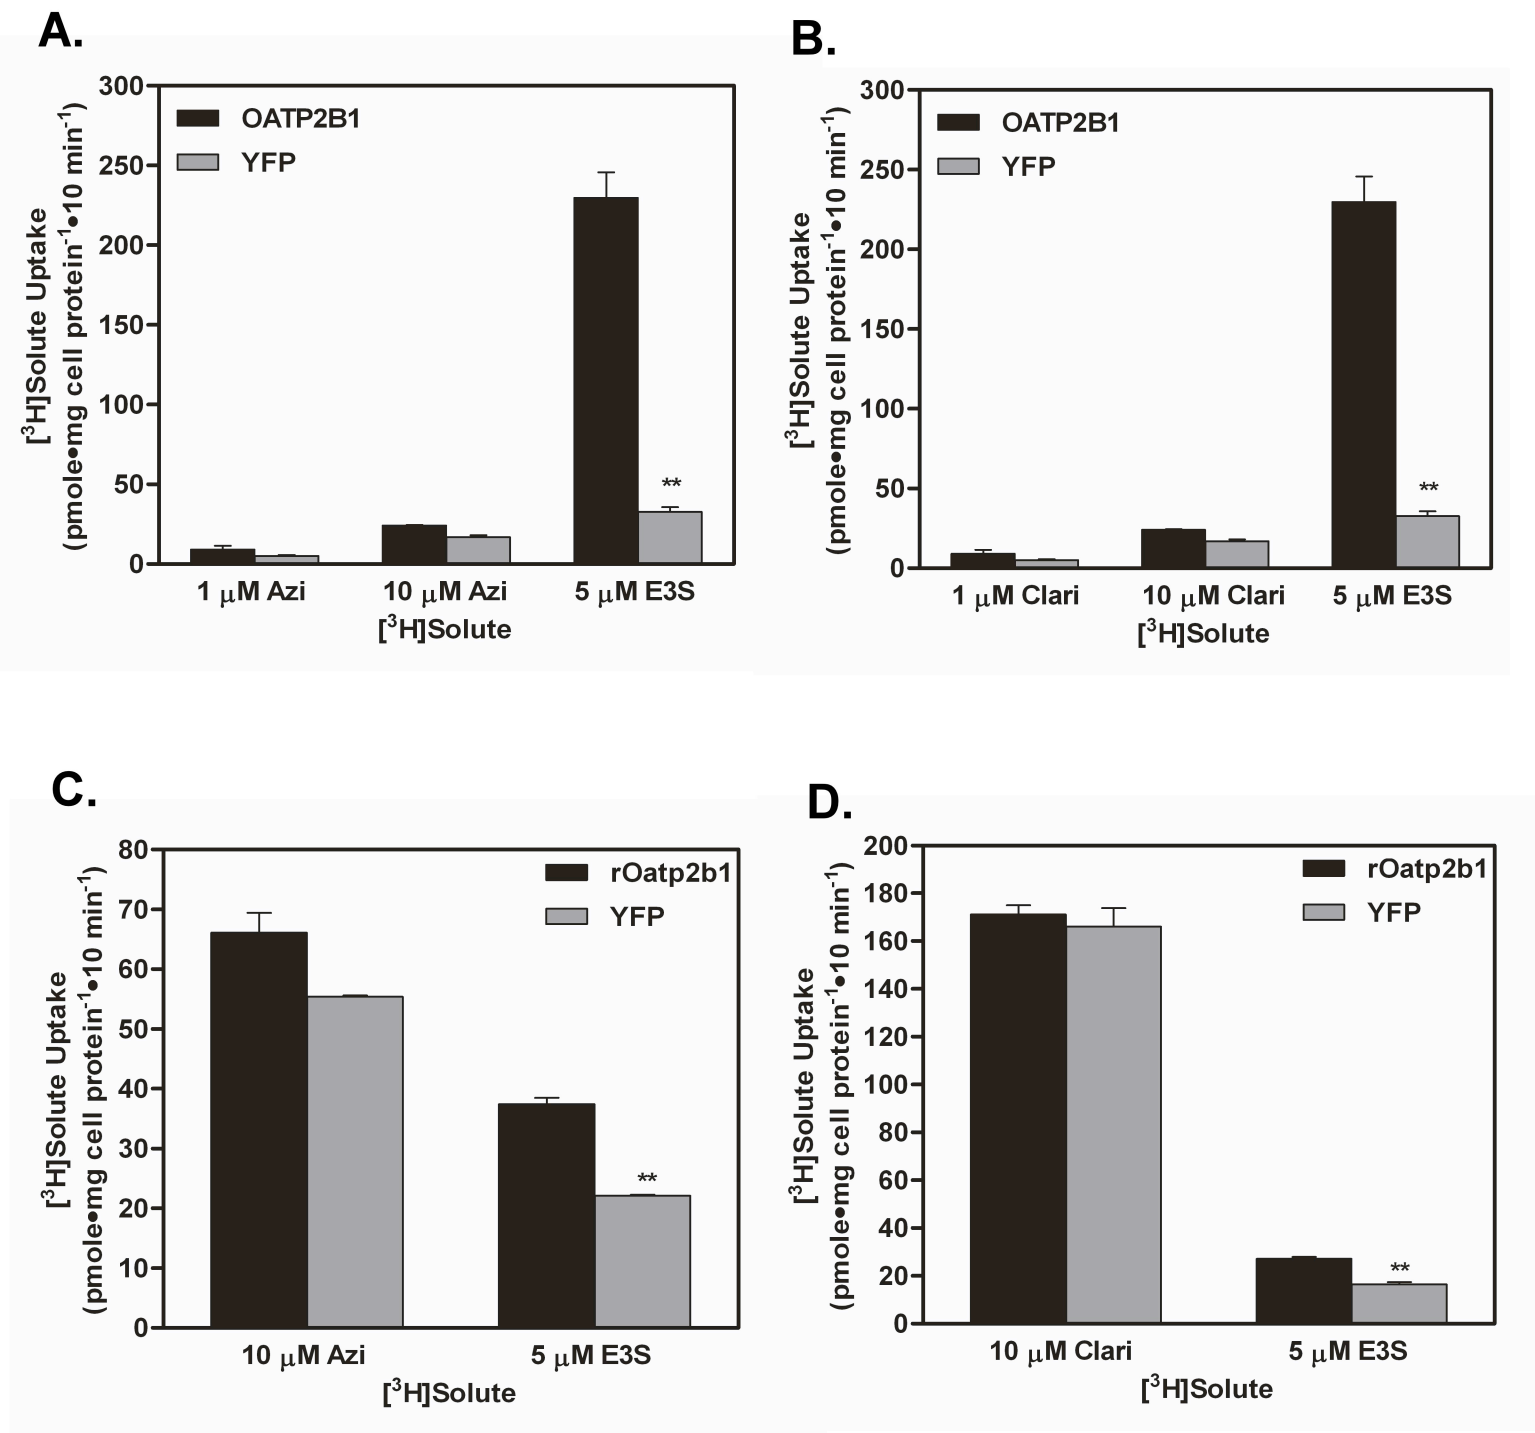 A.
[³H]Solute Uptake
(pmole•mg cell protein⁻¹•10 min⁻¹)
300
250
200
150
100
50
0
OATP2B1
YFP
**
1 μM Azi
10 μM Azi
5 μM E3S
[³H]Solute
B.
[³H]Solute Uptake
(pmole•mg cell protein⁻¹•10 min⁻¹)
300
250
200
150
100
50
0
OATP2B1
YFP
**
1 μM Clari
10 μM Clari
5 μM E3S
[³H]Solute
C.
[³H]Solute Uptake
(pmole•mg cell protein⁻¹•10 min⁻¹)
80
70
60
50
40
30
20
10
0
rOatp2b1
YFP
**
10 μM Azi
5 μM E3S
[³H]Solute
D.
[³H]Solute Uptake
(pmole•mg cell protein⁻¹•10 min⁻¹)
200
180
160
140
120
100
80
60
40
20
0
rOatp2b1
YFP
**
10 μM Clari
5 μM E3S
[³H]Solute